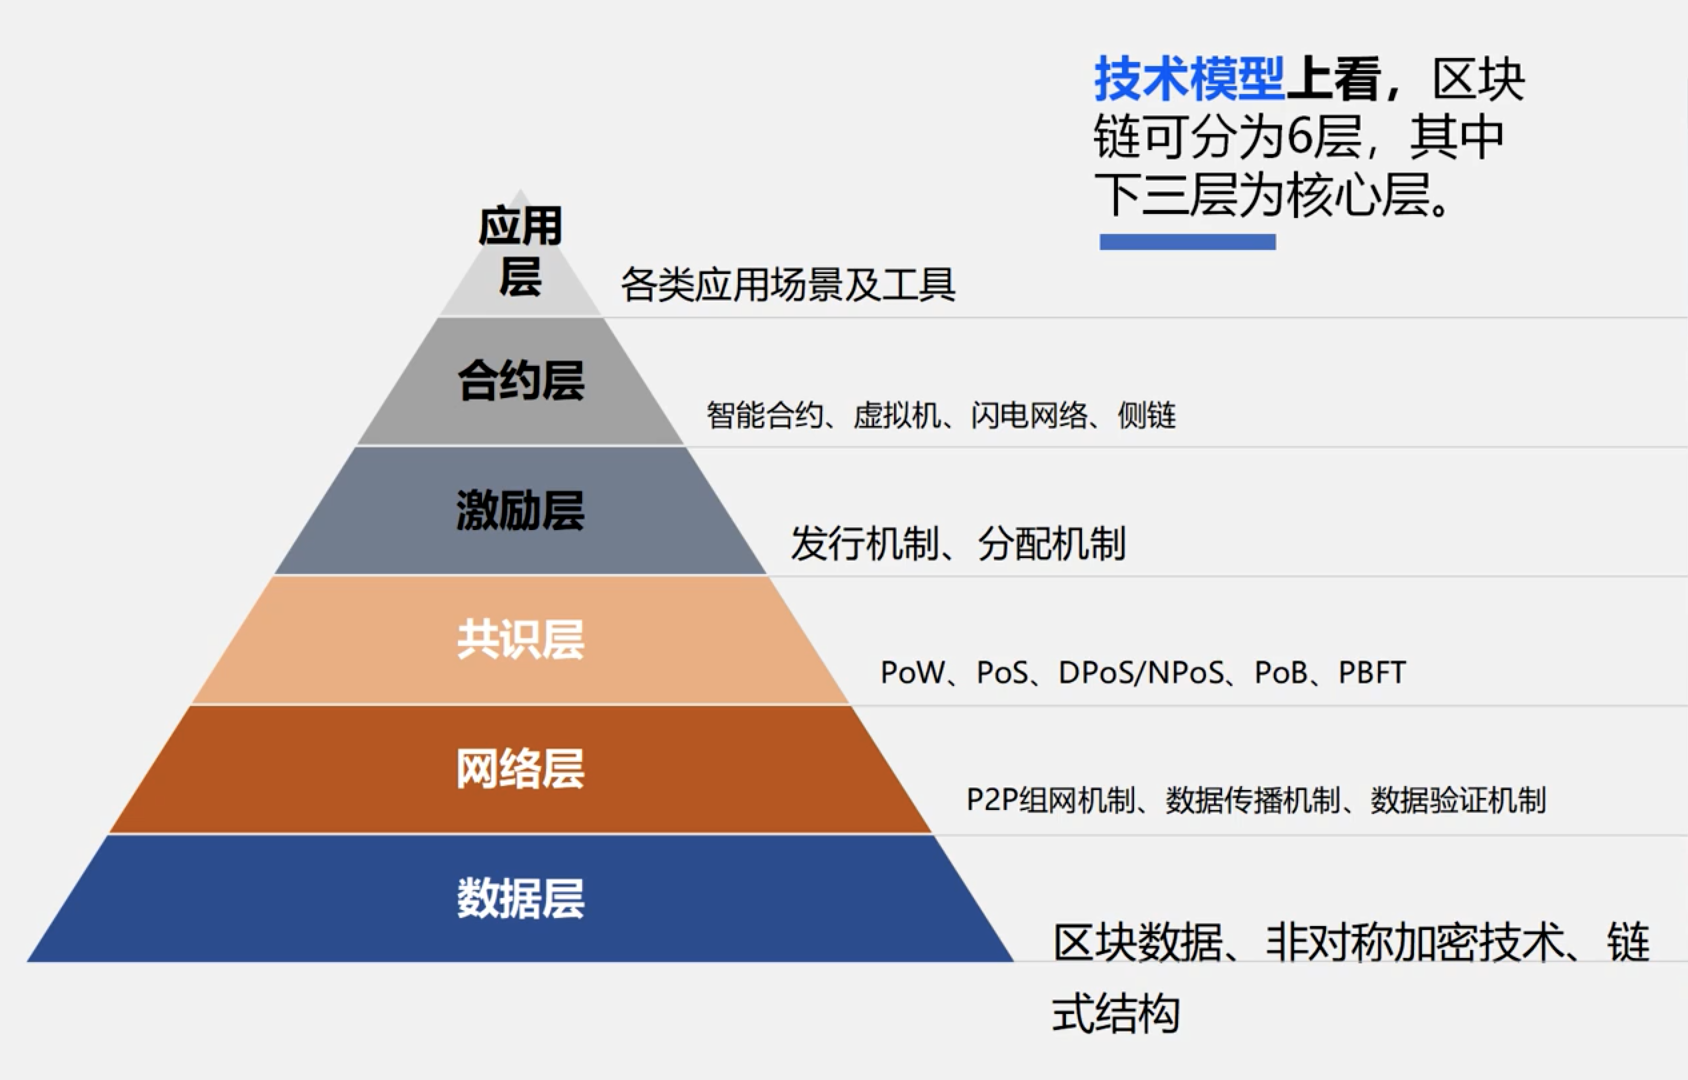 技术模型上看，区块
链可分为6层，其中
下三层为核心层。
应用
层
各类应用场景及工具
合约层
智能合约、虚拟机、闪电网络、侧链
激励层
发行机制、分配机制
共识层
PoW、PoS、DPoS/NPoS、PoB、PBFT
网络层
P2P组网机制、数据传播机制、数据验证机制
数据层
区块数据、非对称加密技术、链
式结构